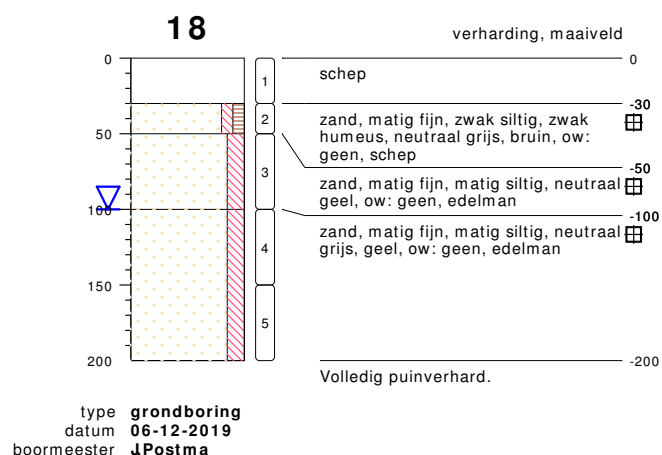 18
verharding, maaiveld
0
0
1
schep
-30
2
zand, matig fijn, zwak siltig, zwak
humeus, neutraal grijs, bruin, ow:
geen, schep
50
-50
3
zand, matig fijn, matig siltig, neutraal
geel, ow: geen, edelman
100
-100
4
zand, matig fijn, matig siltig, neutraal
grijs, geel, ow: geen, edelman
150
5
200
-200
Volledig puinverhard.
type grondboring
datum 06-12-2019
boormeester J.Postma